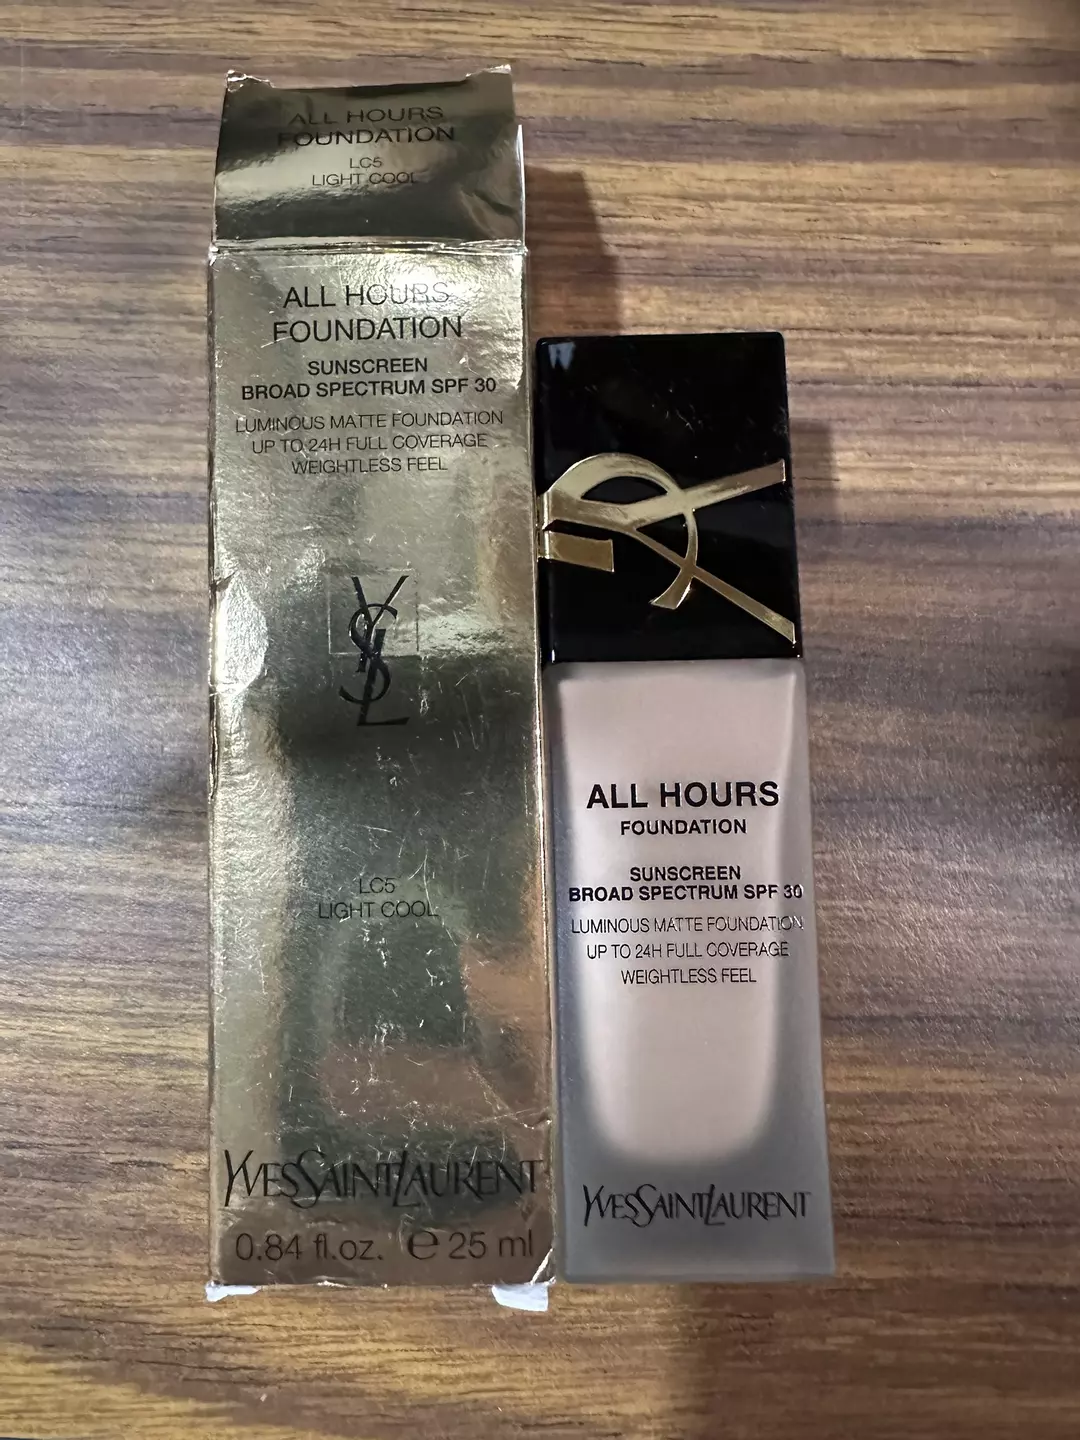 ALL HOURS
FOUNDATION
LC5
LIGHT COOL
ALL HOURS
FOUNDATION
SUNSCREEN
BROAD SPECTRUM SPF 30
LUMINOUS MATTE FOUNDATION
UP TO 24H FULL COVERAGE
WEIGHTLESS FEEL
YSL
LC5
LIGHT COOL
YVESSAINTLAURENT
0.84 fl.oz. ℮ 25 ml
ALL HOURS
FOUNDATION
SUNSCREEN
BROAD SPECTRUM SPF 30
LUMINOUS MATTE FOUNDATION
UP TO 24H FULL COVERAGE
WEIGHTLESS FEEL
YVESSAINTLAURENT